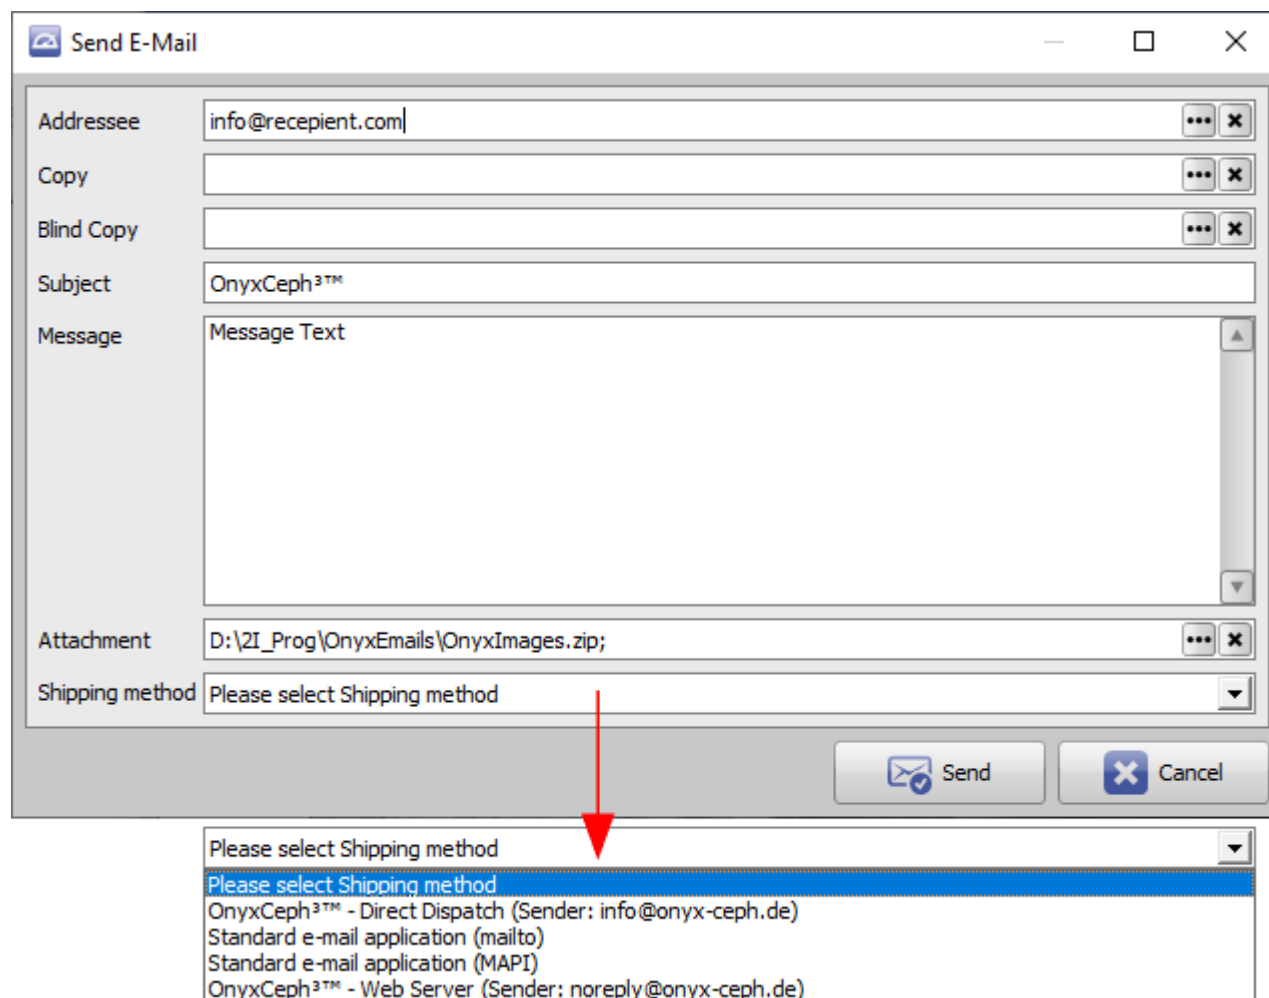 Send E-Mail
Addressee info@recepient.com
Copy
Blind Copy
Subject OnyxCeph³™
Message Message Text
Attachment D:\2I_Prog\OnyxEmails\OnyxImages.zip;
Shipping method Please select Shipping method
Send Cancel
Please select Shipping method
Please select Shipping method
OnyxCeph³™ - Direct Dispatch (Sender: info@onyx-ceph.de)
Standard e-mail application (mailto)
Standard e-mail application (MAPI)
OnyxCeph³™ - Web Server (Sender: noreply@onyx-ceph.de)